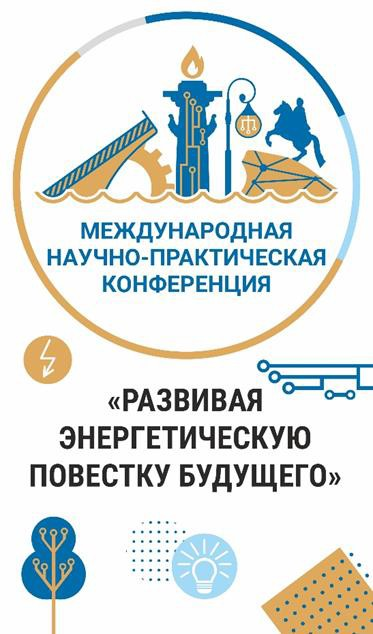 МЕЖДУНАРОДНАЯ
НАУЧНО-ПРАКТИЧЕСКАЯ
КОНФЕРЕНЦИЯ
«РАЗВИВАЯ
ЭНЕРГЕТИЧЕСКУЮ
ПОВЕСТКУ БУДУЩЕГО»